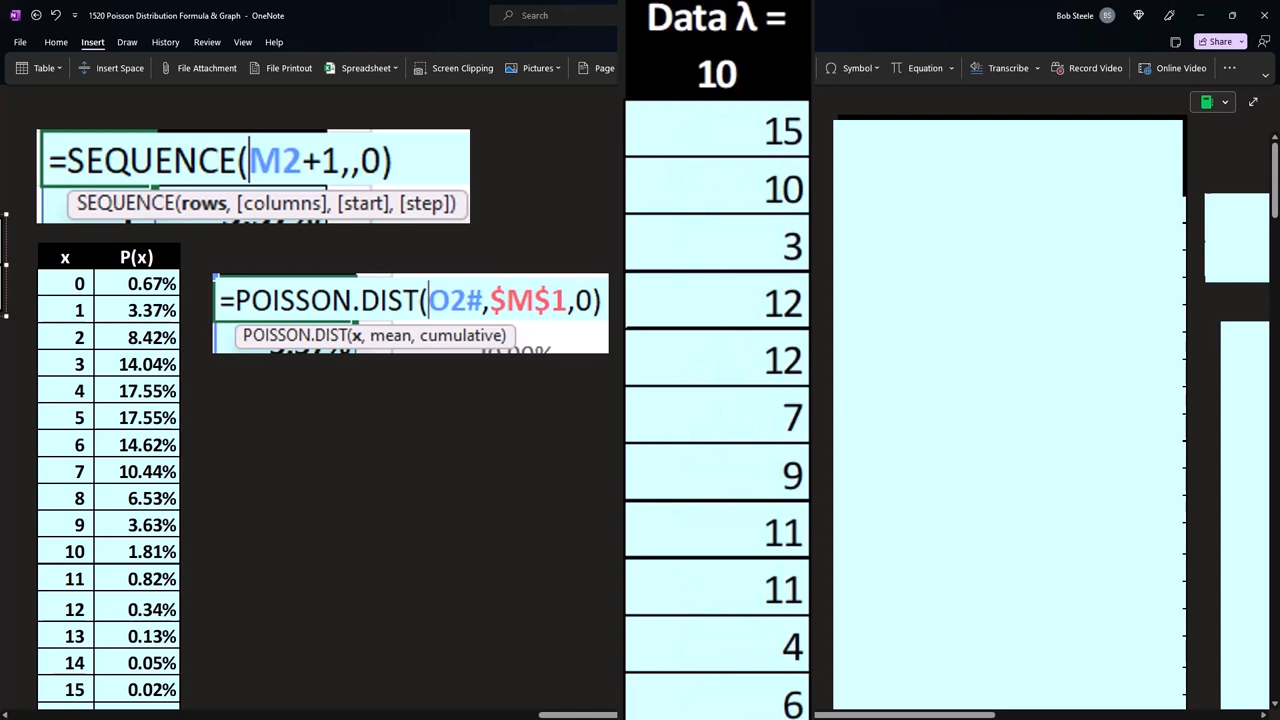 1520 Poisson Distribution Formula & Graph - OneNote
Search
Bob Steele
BS
File Home Insert Draw History Review View Help
Share
Table Insert Space File Attachment File Printout Spreadsheet Screen Clipping Pictures Pag
Symbol Equation Transcribe Record Video Online Video
=SEQUENCE(M2+1,,0)
SEQUENCE(rows, [columns], [start], [step])
x P(x)
0 0.67%
1 3.37%
2 8.42%
3 14.04%
4 17.55%
5 17.55%
6 14.62%
7 10.44%
8 6.53%
9 3.63%
10 1.81%
11 0.82%
12 0.34%
13 0.13%
14 0.05%
15 0.02%
=POISSON.DIST(O2#,$M$1,0)
POISSON.DIST(x, mean, cumulative)
Data λ =
10
15
10
3
12
12
7
9
11
11
4
6